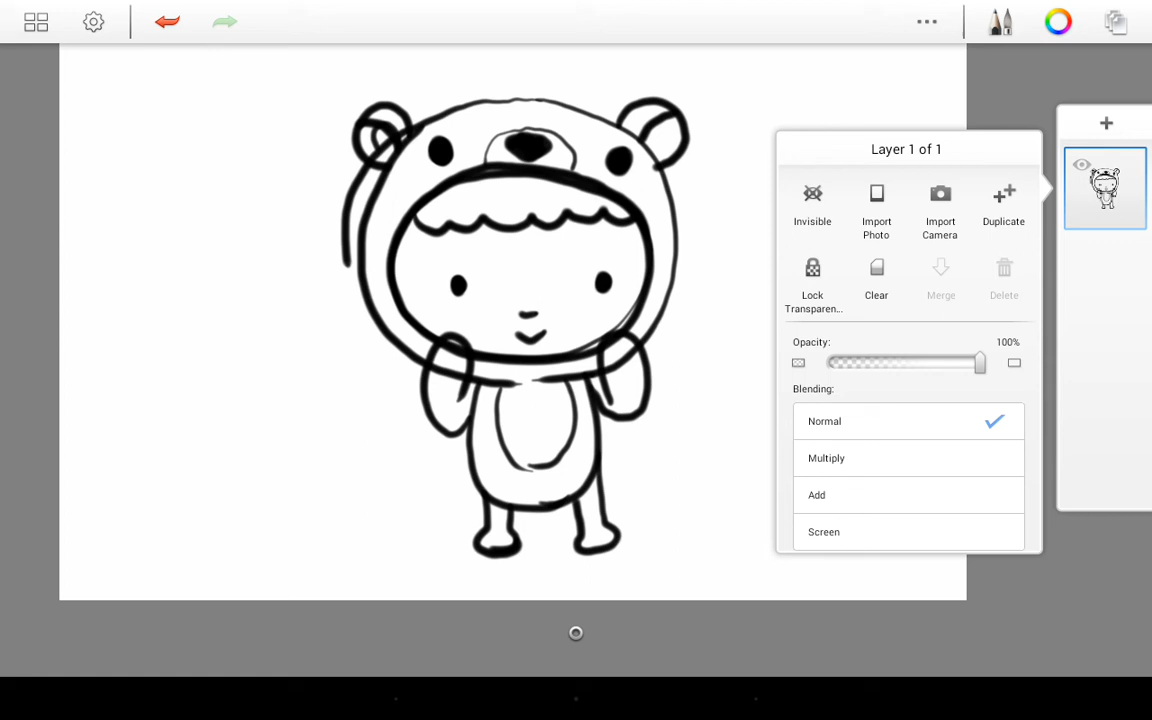 Layer 1 of 1
Invisible
Import
Photo
Import
Camera
Duplicate
Lock
Transparen...
Clear
Merge
Delete
Opacity: 100%
Blending:
Normal
Multiply
Add
Screen